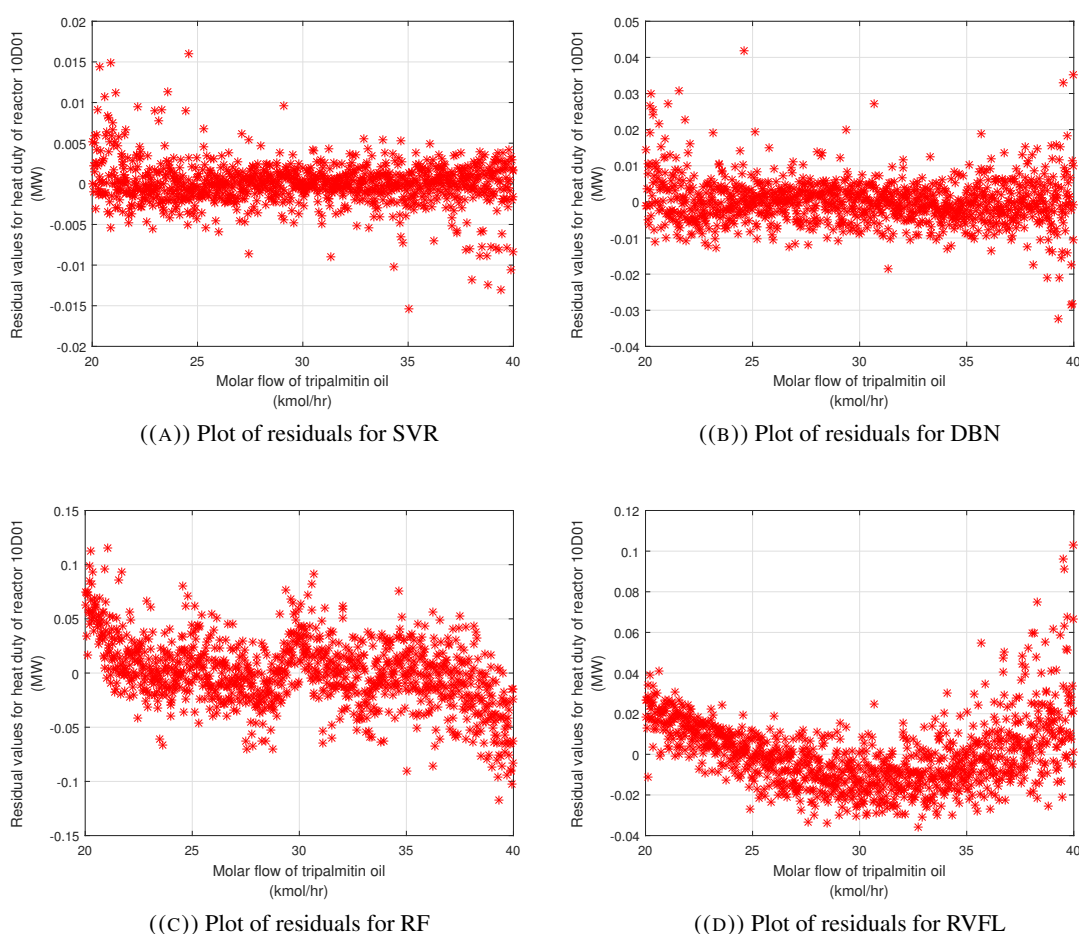 Residual values for heat duty of reactor 10D01
(MW)
0.02
0.015
0.01
0.005
0
-0.005
-0.01
-0.015
-0.02
20
25
30
35
40
Molar flow of tripalmitin oil
(kmol/hr)
((A)) Plot of residuals for SVR
Residual values for heat duty of reactor 10D01
(MW)
0.05
0.04
0.03
0.02
0.01
0
-0.01
-0.02
-0.03
-0.04
20
25
30
35
40
Molar flow of tripalmitin oil
(kmol/hr)
((B)) Plot of residuals for DBN
Residual values for heat duty of reactor 10D01
(MW)
0.15
0.1
0.05
0
-0.05
-0.1
-0.15
20
25
30
35
40
Molar flow of tripalmitin oil
(kmol/hr)
((C)) Plot of residuals for RF
Residual values for heat duty of reactor 10D01
(MW)
0.12
0.1
0.08
0.06
0.04
0.02
0
-0.02
-0.04
20
25
30
35
40
Molar flow of tripalmitin oil
(kmol/hr)
((D)) Plot of residuals for RVFL